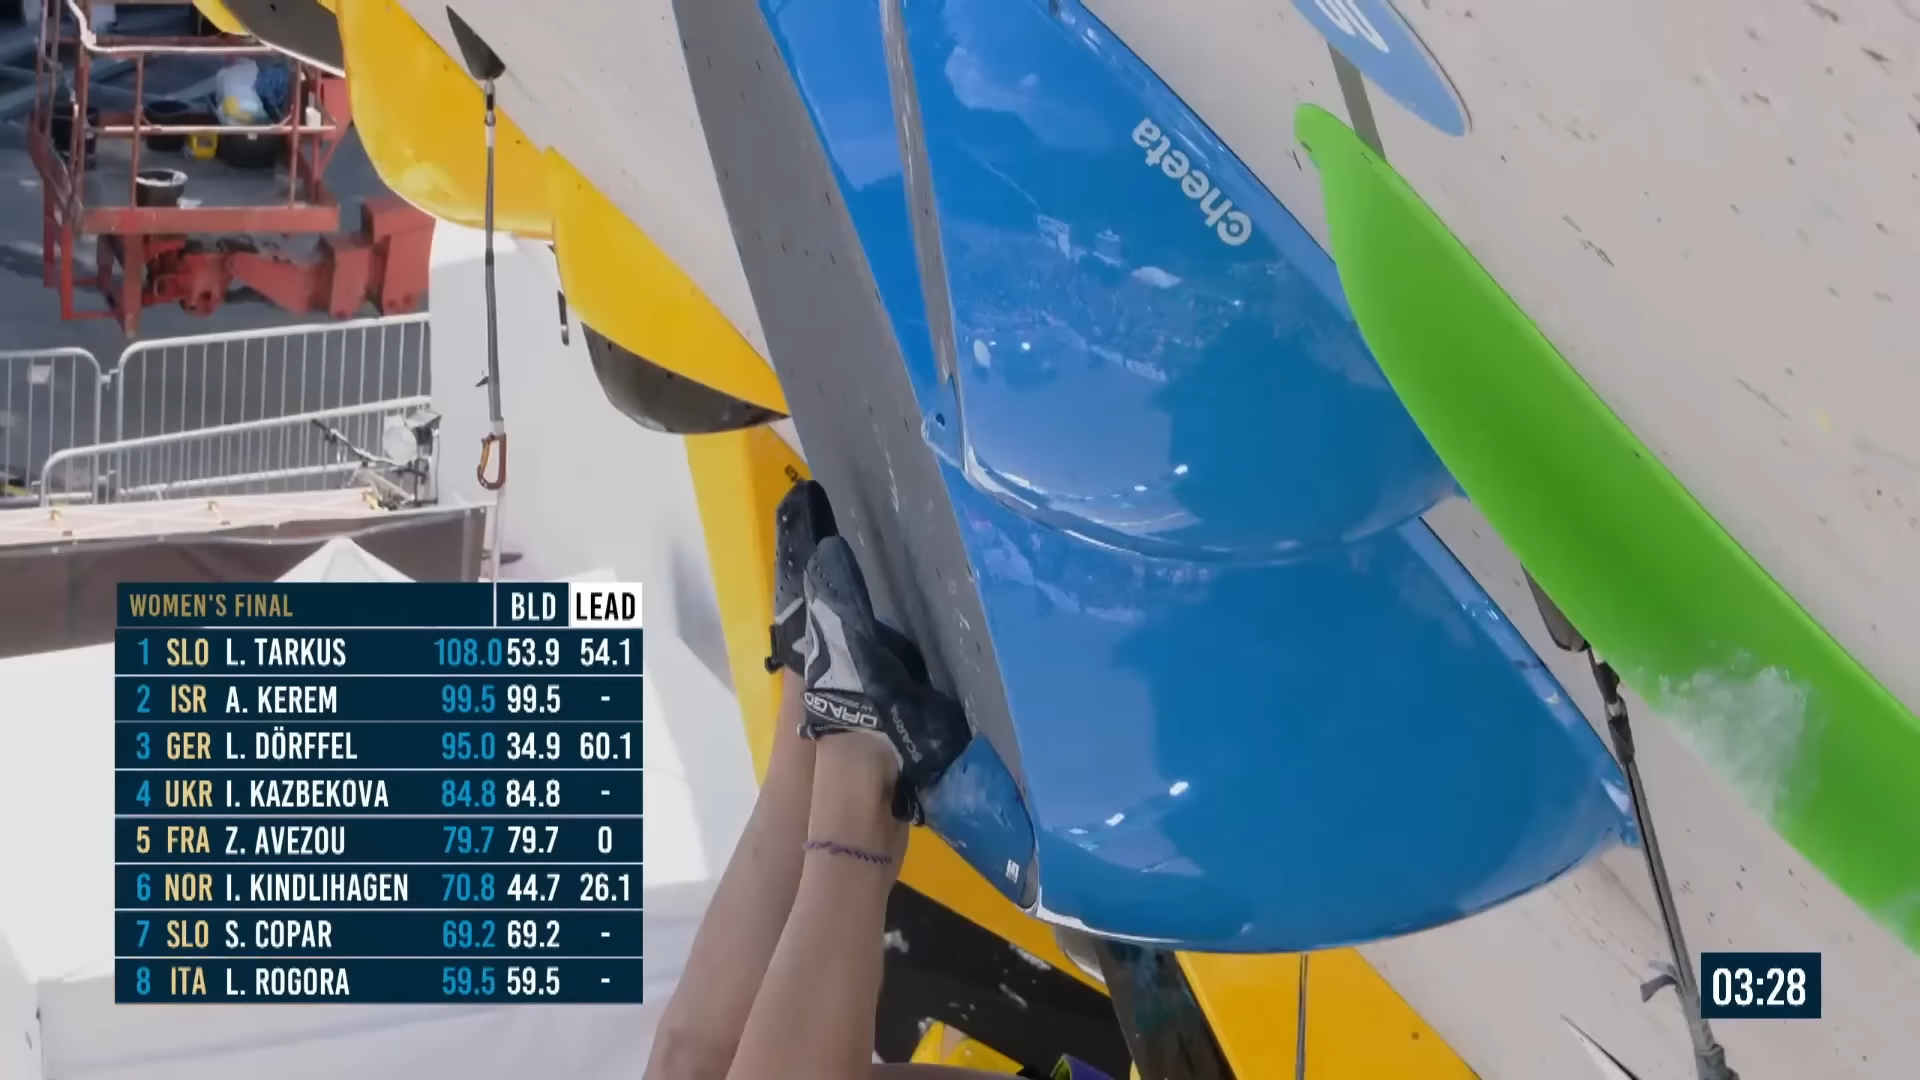 Cheeta
DRAGO
SCARPA
WOMEN'S FINAL BLD LEAD
1 SLO L. TARKUS 108.0 53.9 54.1
2 ISR A. KEREM 99.5 99.5 -
3 GER L. DÖRFFEL 95.0 34.9 60.1
4 UKR I. KAZBEKOVA 84.8 84.8 -
5 FRA Z. AVEZOU 79.7 79.7 0
6 NOR I. KINDLIHAGEN 70.8 44.7 26.1
7 SLO S. COPAR 69.2 69.2 -
8 ITA L. ROGORA 59.5 59.5 -
03:28